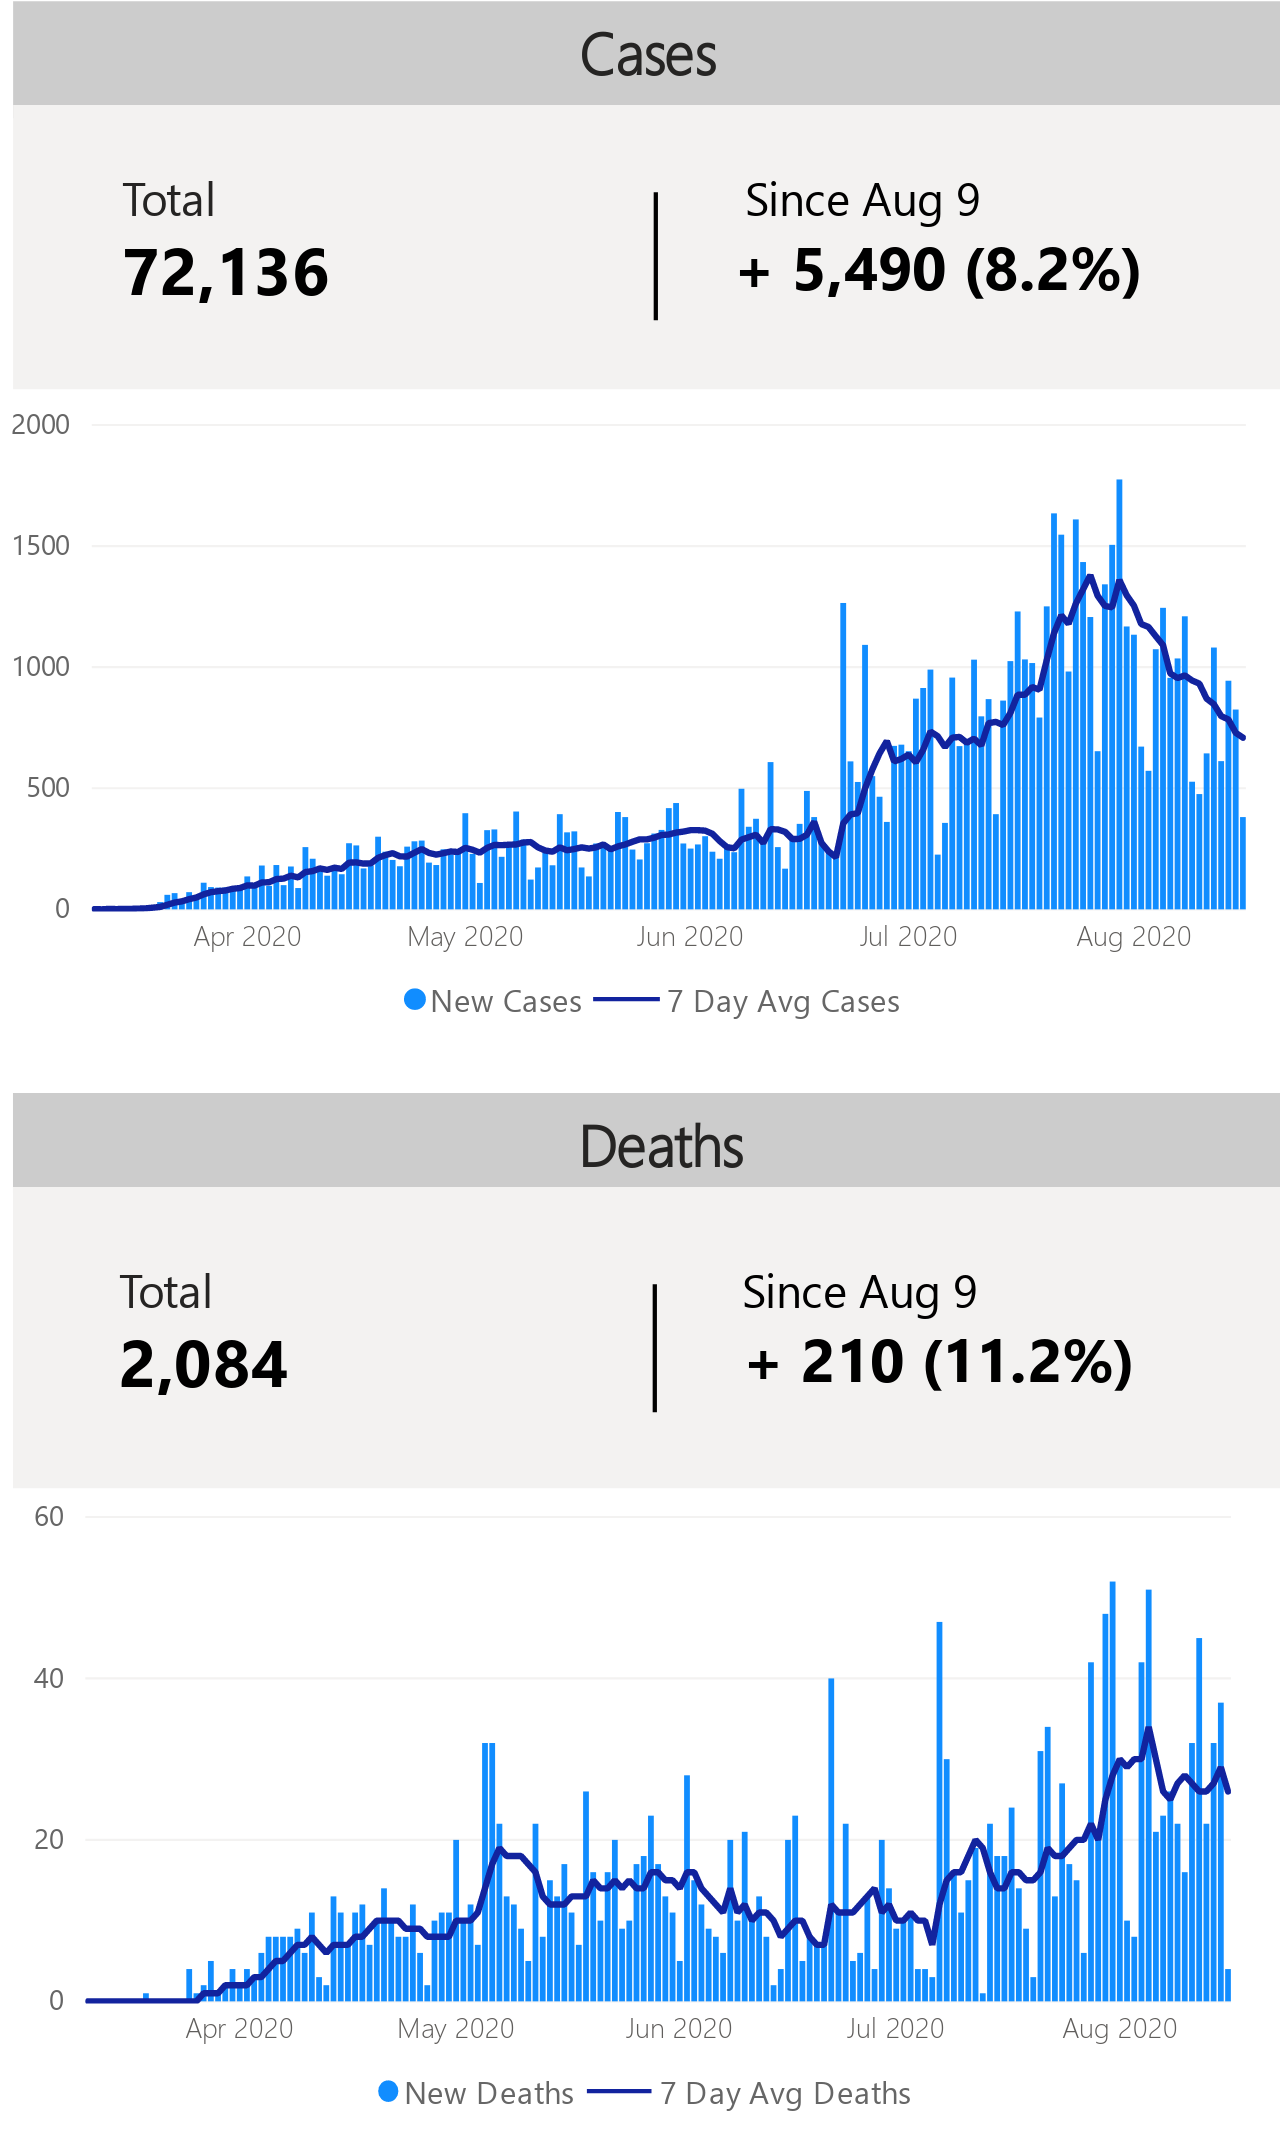 Cases
Total
Since Aug 9
72,136
+ 5,490 (8.2%)
2000
1500
1000
500
0
Apr 2020
May 2020
Jun 2020
Jul 2020
Aug 2020
New Cases
7 Day Avg Cases
Deaths
Total
Since Aug 9
2,084
+ 210 (11.2%)
60
40
20
0
Apr 2020
May 2020
Jun 2020
Jul 2020
Aug 2020
New Deaths
7 Day Avg Deaths